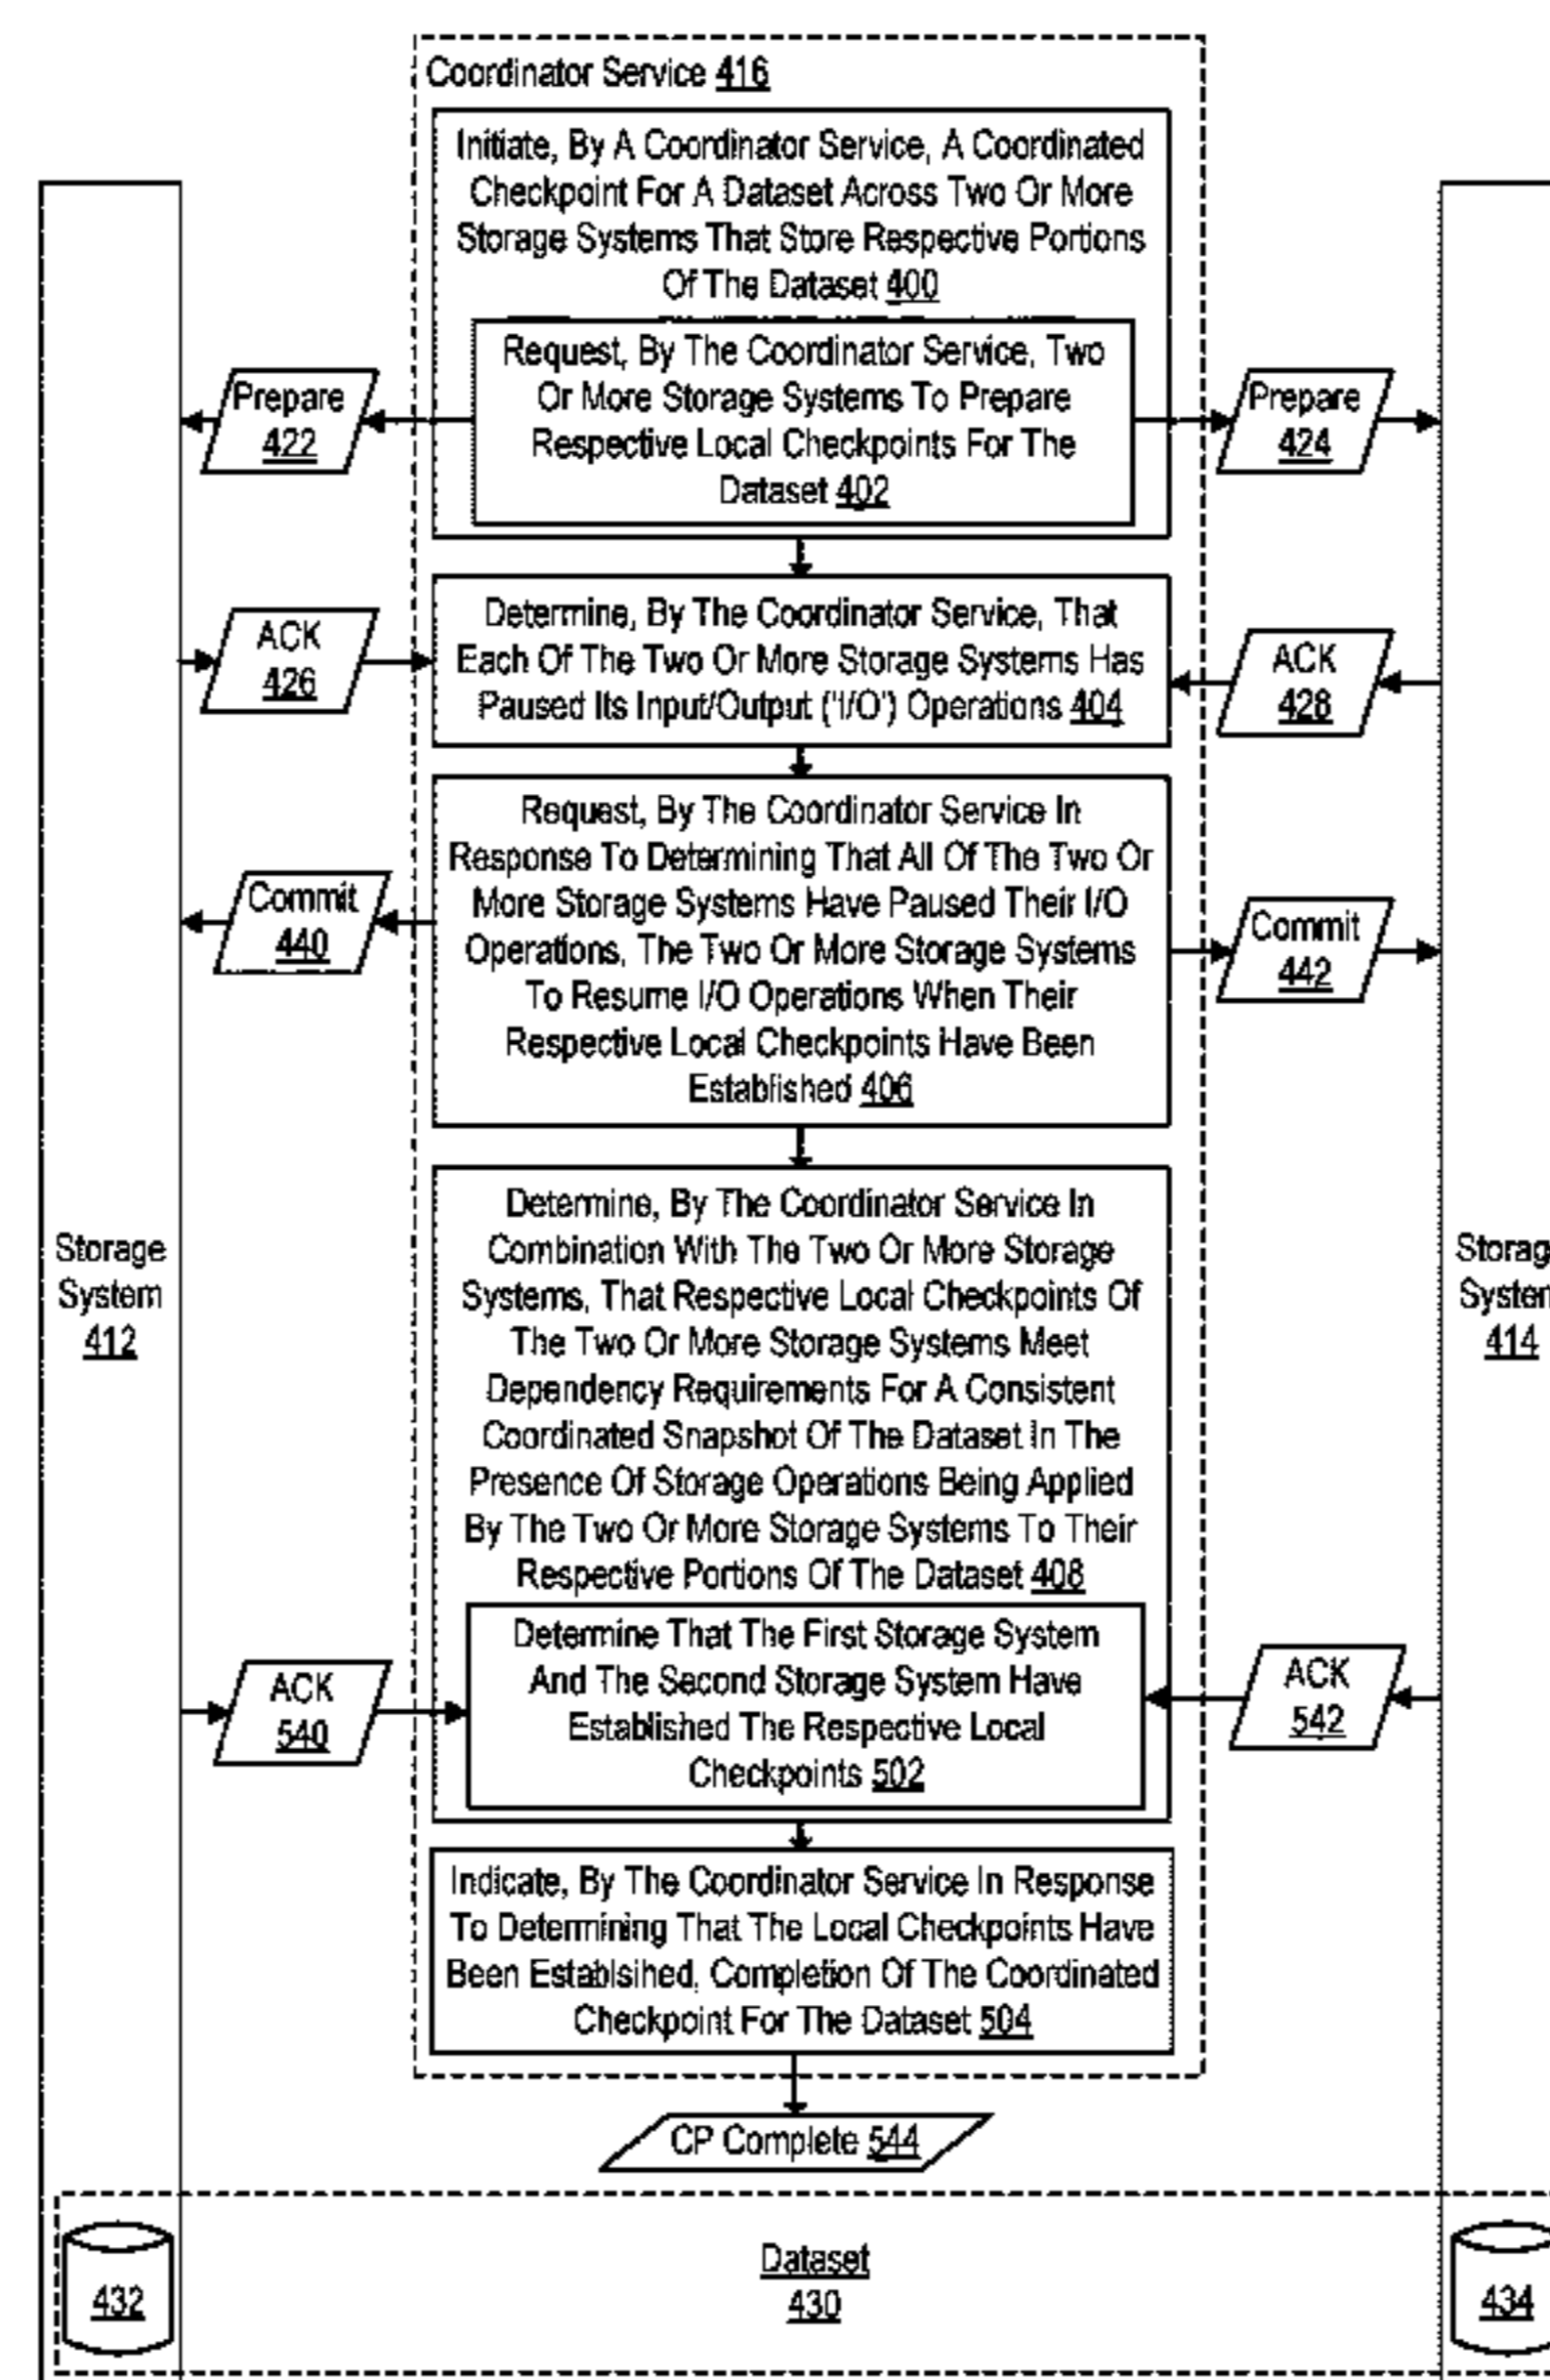 Coordinator Service 416
Initiate, By A Coordinator Service, A Coordinated
Checkpoint For A Dataset Across Two Or More
Storage Systems That Store Respective Portions
Of The Dataset 400
Request, By The Coordinator Service, Two
Or More Storage Systems To Prepare
Respective Local Checkpoints For The
Dataset 402
Prepare
422
Prepare
424
Determine, By The Coordinator Service, That
Each Of The Two Or More Storage Systems Has
Paused Its Input/Output ('I/O') Operations 404
ACK
426
ACK
428
Request, By The Coordinator Service In
Response To Determining That All Of The Two Or
More Storage Systems Have Paused Their I/O
Operations, The Two Or More Storage Systems
To Resume I/O Operations When Their
Respective Local Checkpoints Have Been
Established 406
Commit
440
Commit
442
Storage
System
412
Storag
System
414
Determine, By The Coordinator Service In
Combination With The Two Or More Storage
Systems, That Respective Local Checkpoints Of
The Two Or More Storage Systems Meet
Dependency Requirements For A Consistent
Coordinated Snapshot Of The Dataset In The
Presence Of Storage Operations Being Applied
By The Two Or More Storage Systems To Their
Respective Portions Of The Dataset 408
Determine That The First Storage System
And The Second Storage System Have
Established The Respective Local
Checkpoints 502
ACK
540
ACK
542
Indicate, By The Coordinator Service In Response
To Determining That The Local Checkpoints Have
Been Establsihed, Completion Of The Coordinated
Checkpoint For The Dataset 504
CP Complete 544
432
Dataset
430
434